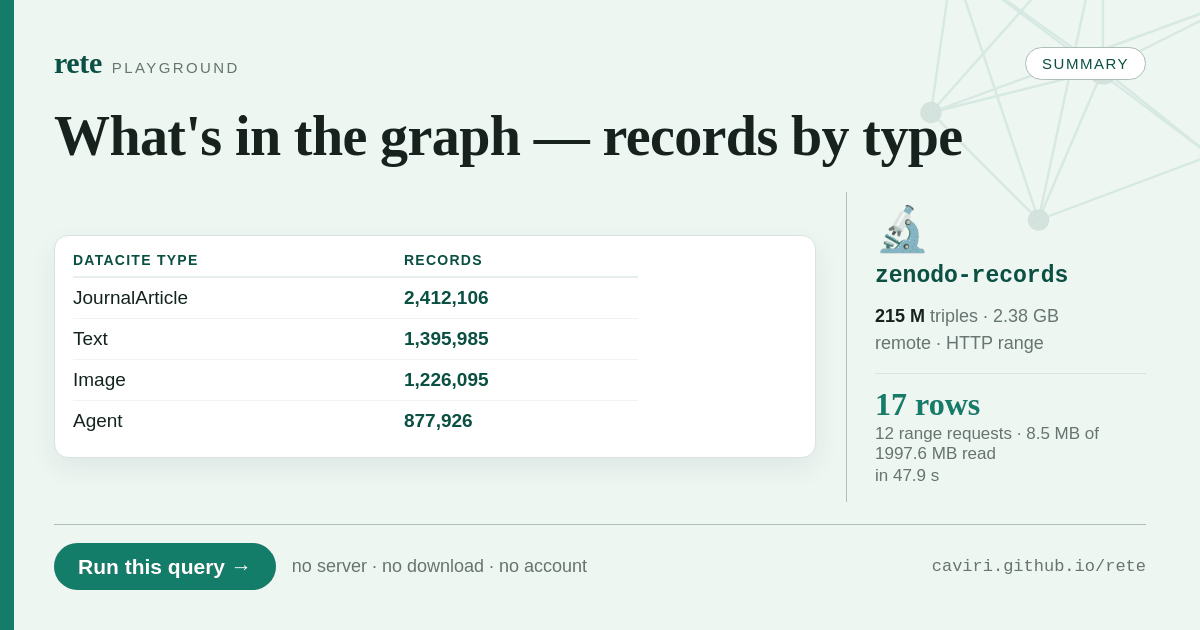 rete PLAYGROUND
SUMMARY
What's in the graph — records by type
DATACITE TYPE RECORDS
JournalArticle 2,412,106
Text 1,395,985
Image 1,226,095
Agent 877,926
zenodo-records
215 M triples · 2.38 GB
remote · HTTP range
17 rows
12 range requests · 8.5 MB of
1997.6 MB read
in 47.9 s
Run this query →
no server · no download · no account
caviri.github.io/rete